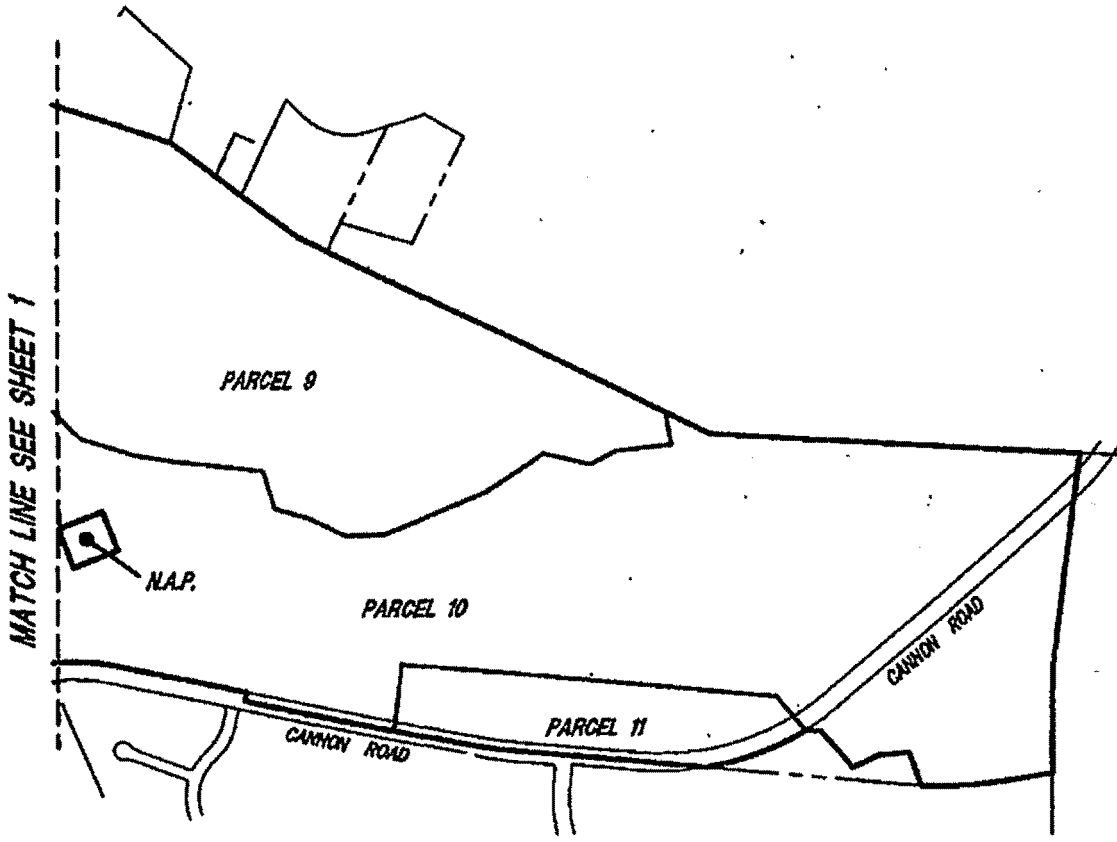 MATCH LINE SEE SHEET 1
PARCEL 9
N.A.P.
PARCEL 10
CANNON ROAD
PARCEL 11
CANNON ROAD